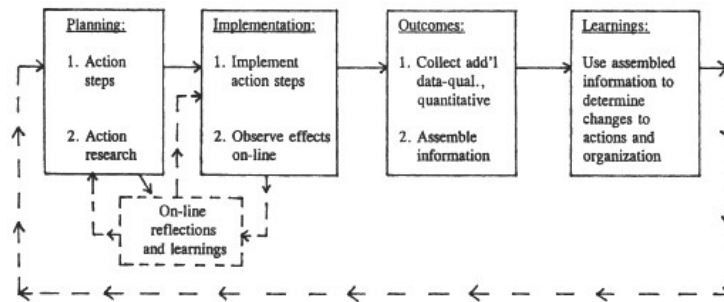 Planning:
1. Action
steps
2. Action
research
Implementation:
1. Implement
action steps
2. Observe effects
on-line
Outcomes:
1. Collect add'l
data-qual.,
quantitative
2. Assemble
information
Learnings:
Use assembled
information to
determine
changes to
actions and
organization
On-line
reflections
and learnings